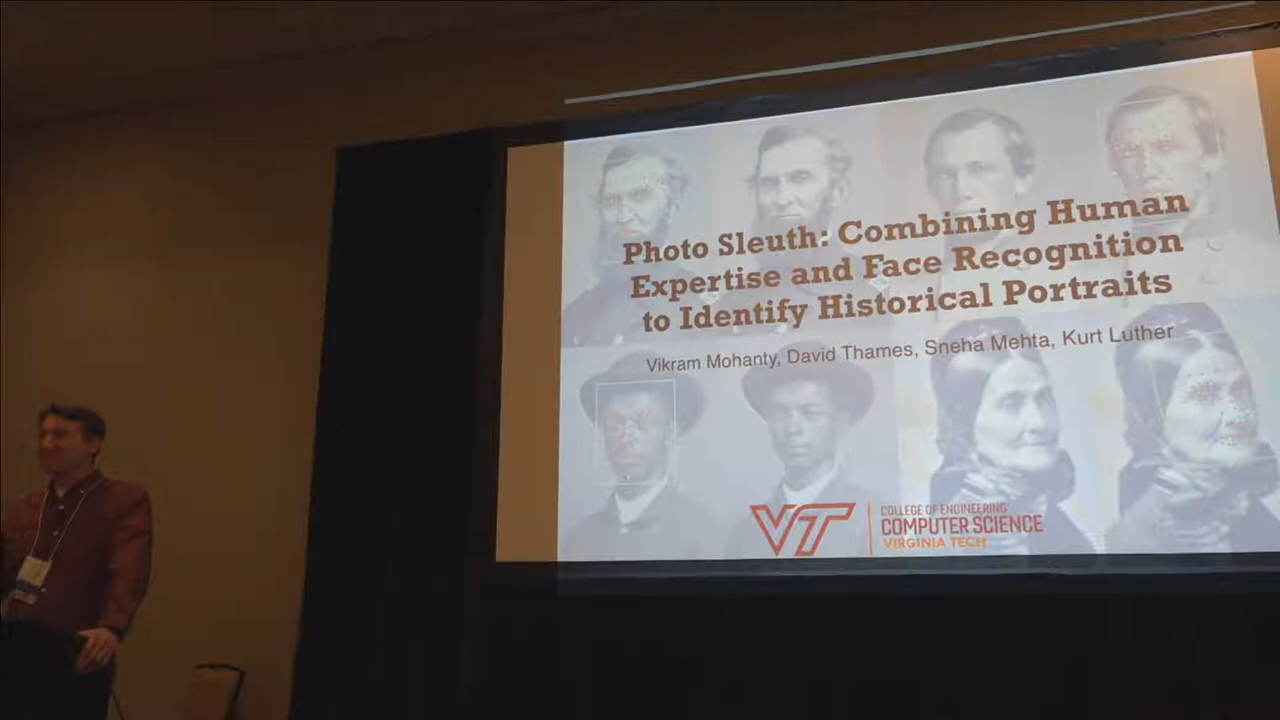 Photo Sleuth: Combining Human
Expertise and Face Recognition
to Identify Historical Portraits
Vikram Mohanty, David Thames, Sneha Mehta, Kurt Luther
VT
COLLEGE OF ENGINEERING
COMPUTER SCIENCE
VIRGINIA TECH